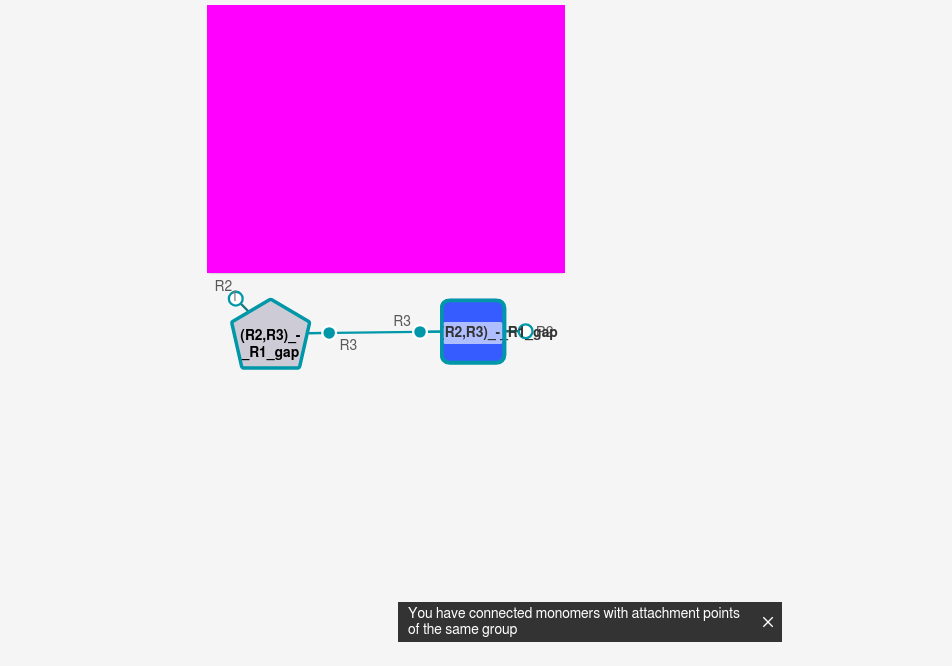 R2
R3
(R2,R3)_-
_R1_gap
R3
R2,R3)_-_R1_gap
R2
You have connected monomers with attachment points
of the same group